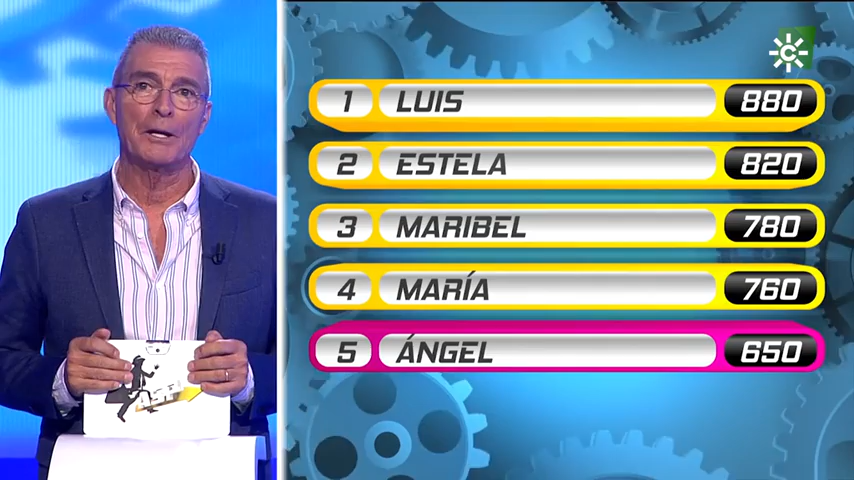 1 LUIS 880
2 ESTELA 820
3 MARIBEL 780
4 MARÍA 760
5 ÁNGEL 650